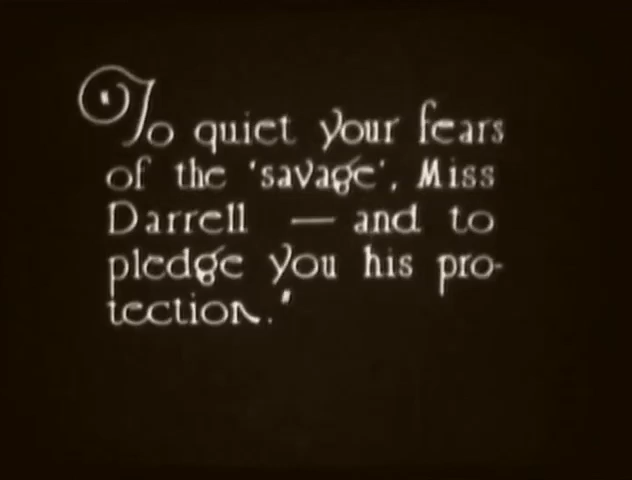 "To quiet your fears
of the 'savage', Miss
Darrell — and to
pledge you his pro-
tection."